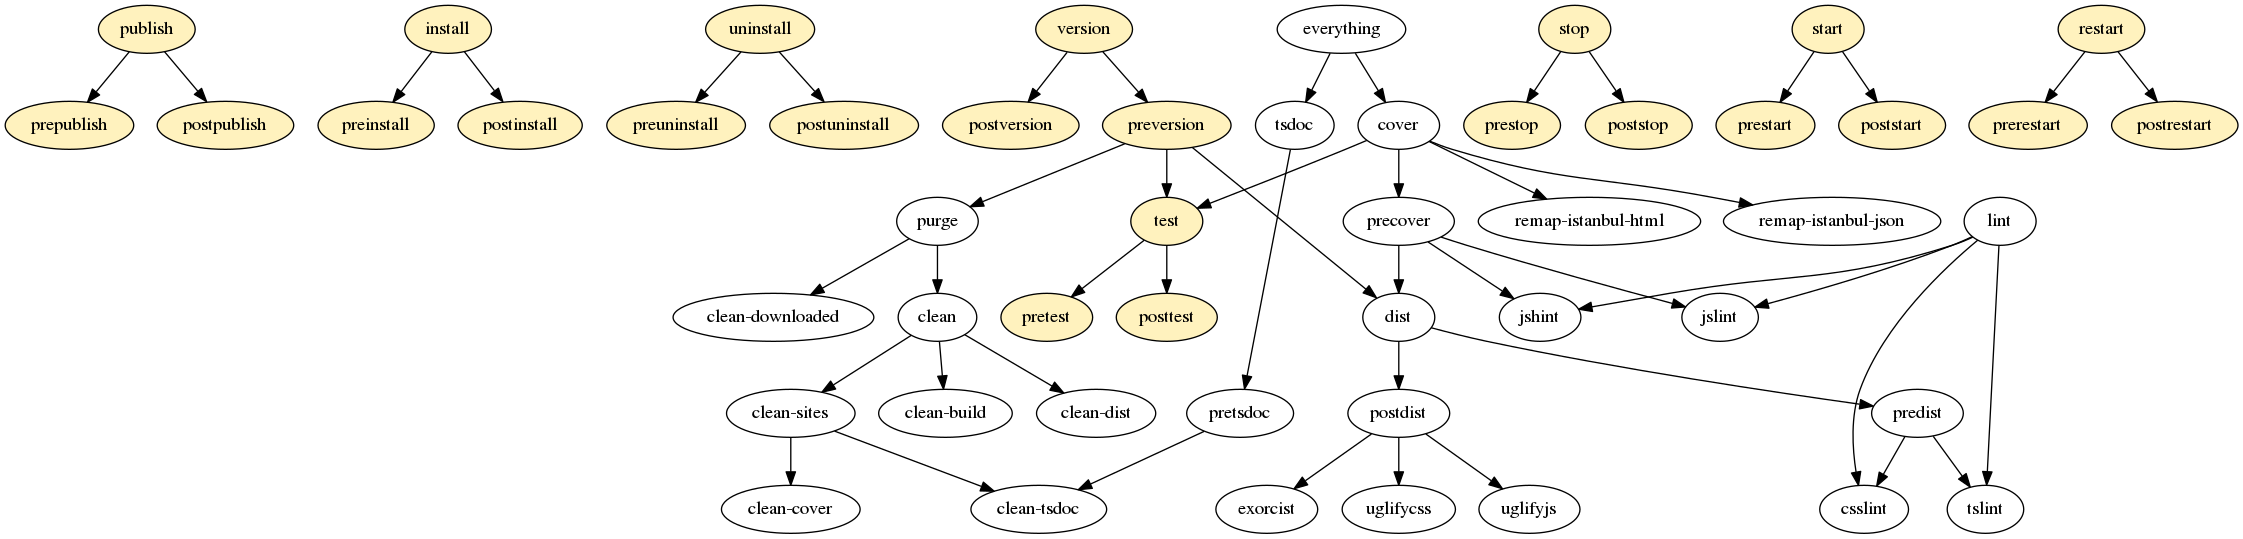 publish
install
uninstall
version
everything
stop
start
restart
prepublish
postpublish
preinstall
postinstall
preuninstall
postuninstall
postversion
preversion
tsdoc
cover
prestop
poststop
prestart
poststart
prerestart
postrestart
purge
test
precover
remap-istanbul-html
remap-istanbul-json
lint
clean-downloaded
clean
pretest
posttest
dist
jshint
jslint
clean-sites
clean-build
clean-dist
pretsdoc
postdist
predist
clean-cover
clean-tsdoc
exorcist
uglifycss
uglifyjs
csslint
tslint